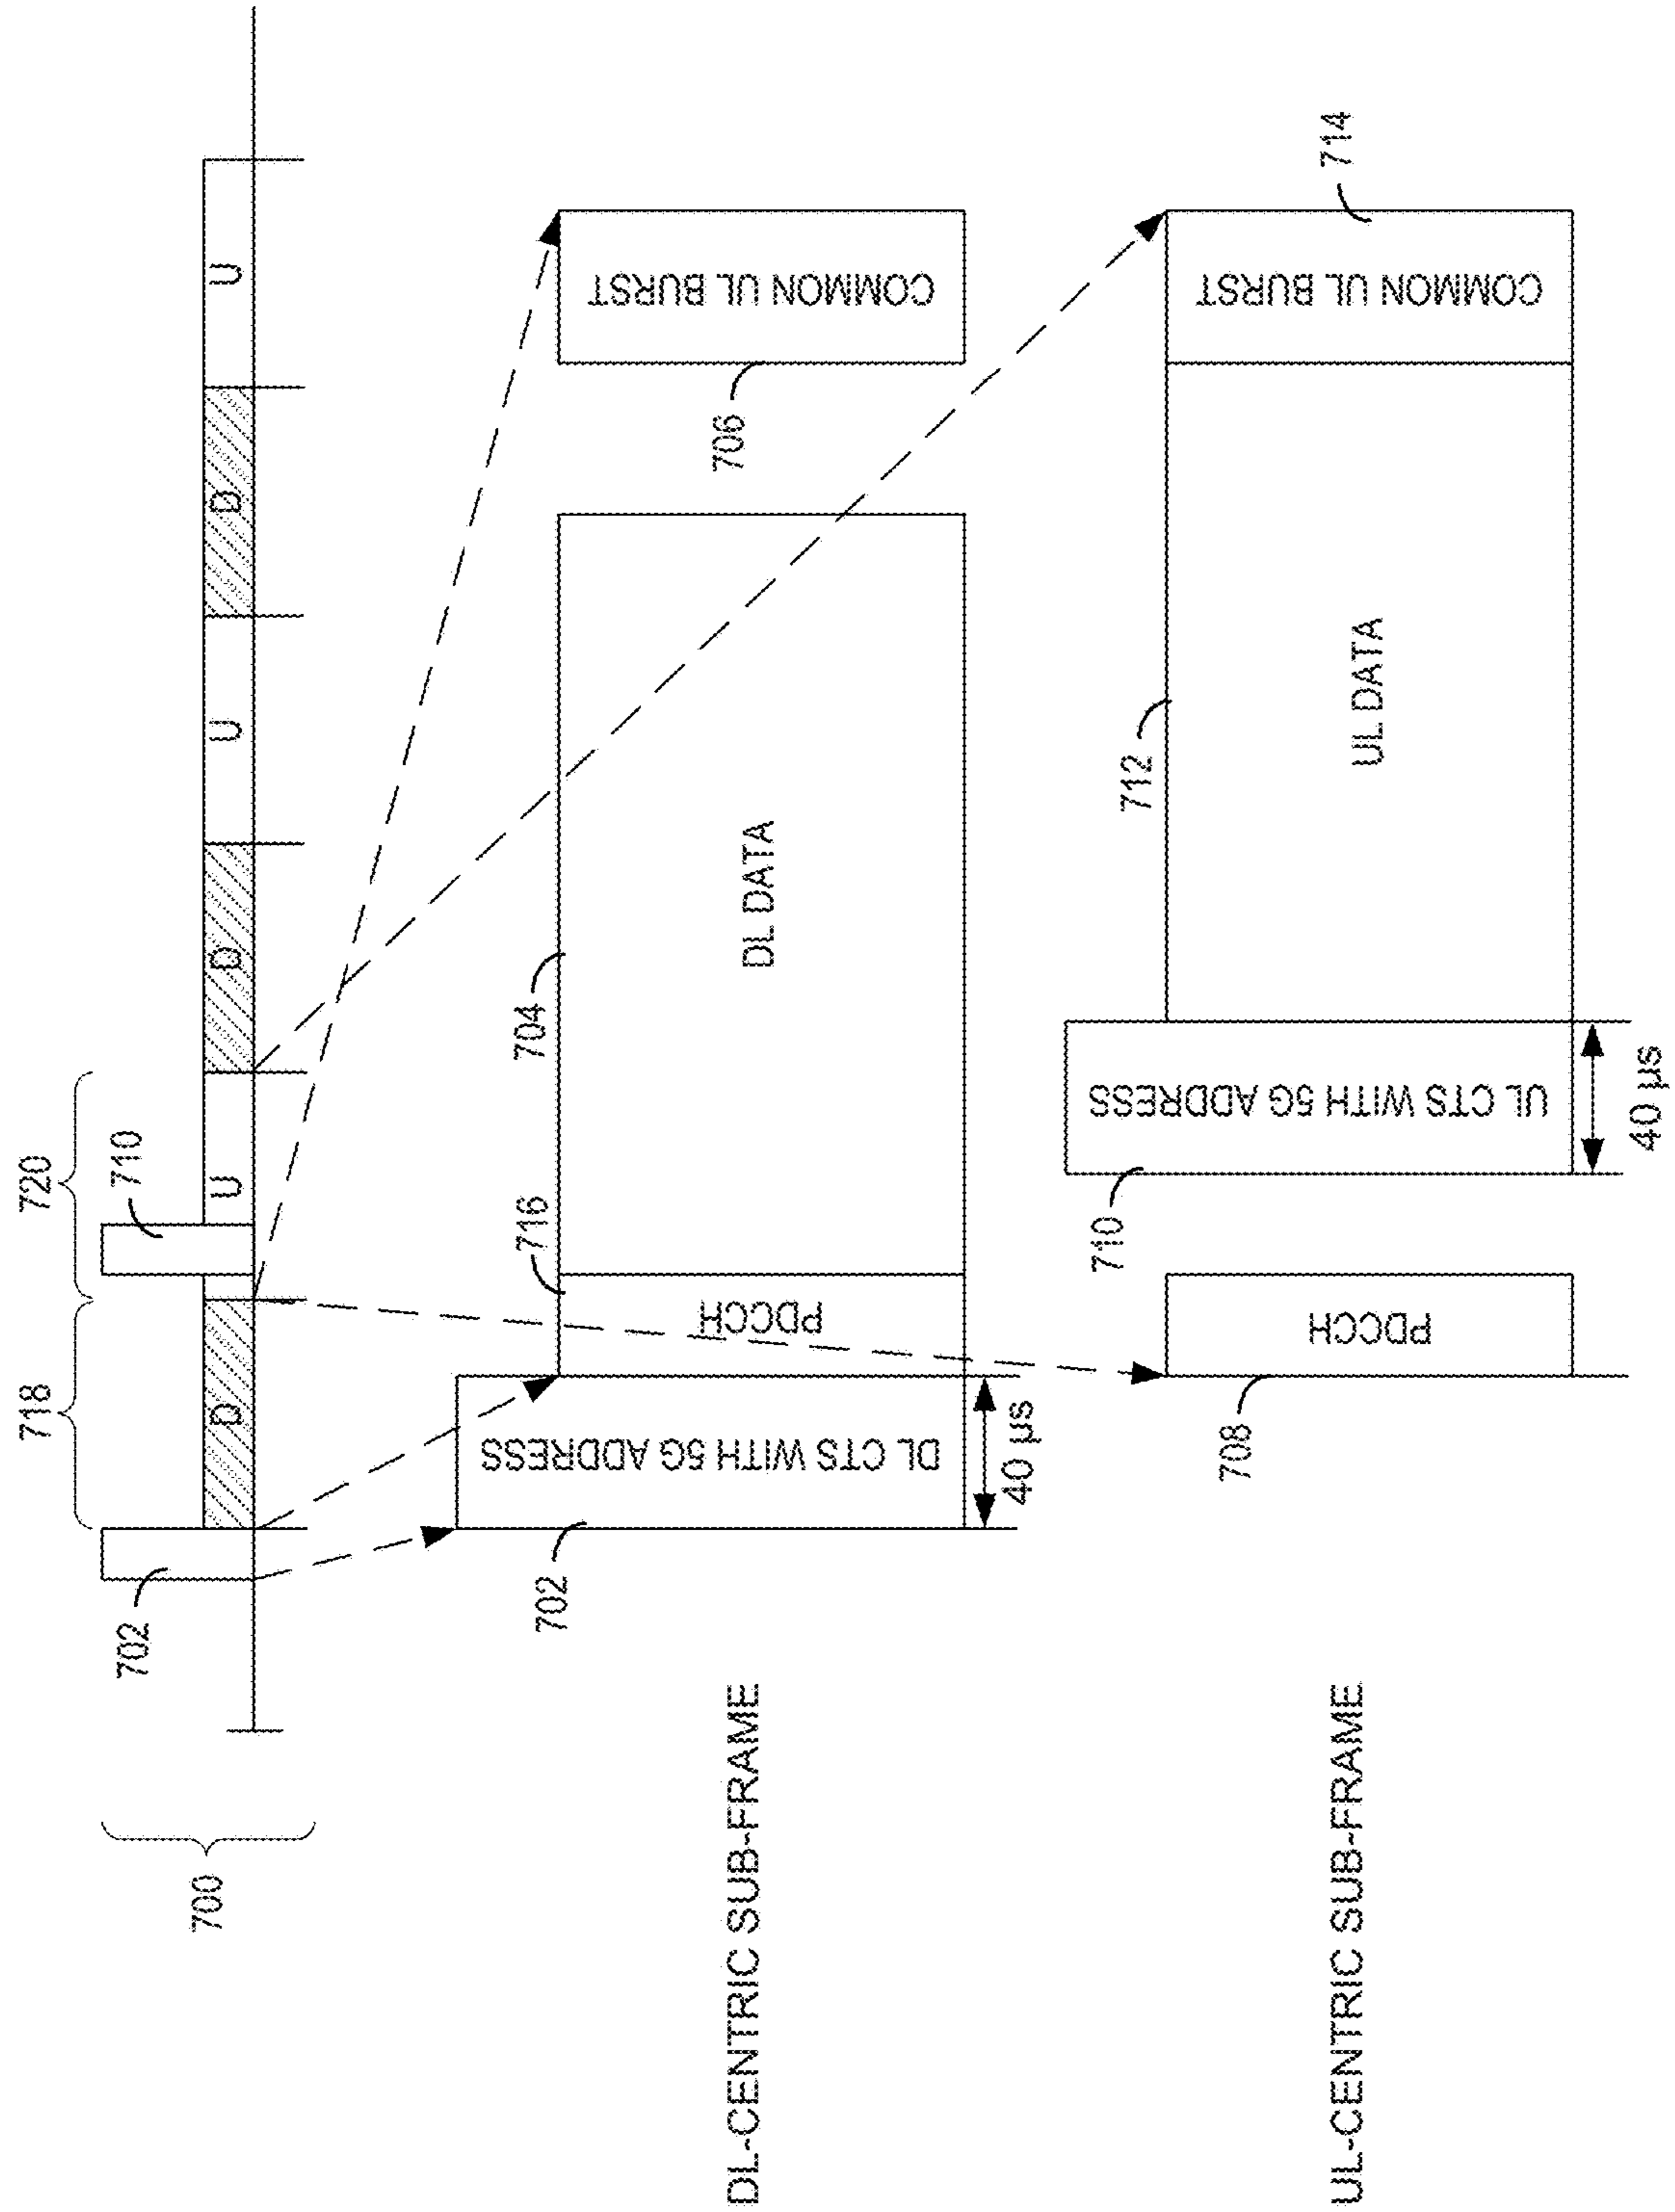 718
720
702
710
700
D
U
D
U
D
U
702
716
704
706
DL-CENTRIC SUB-FRAME
DL CTS WITH 5G ADDRESS
PDCCH
DL DATA
COMMON UL BURST
40 µs
708
710
712
714
UL-CENTRIC SUB-FRAME
PDCCH
UL CTS WITH 5G ADDRESS
UL DATA
COMMON UL BURST
40 µs